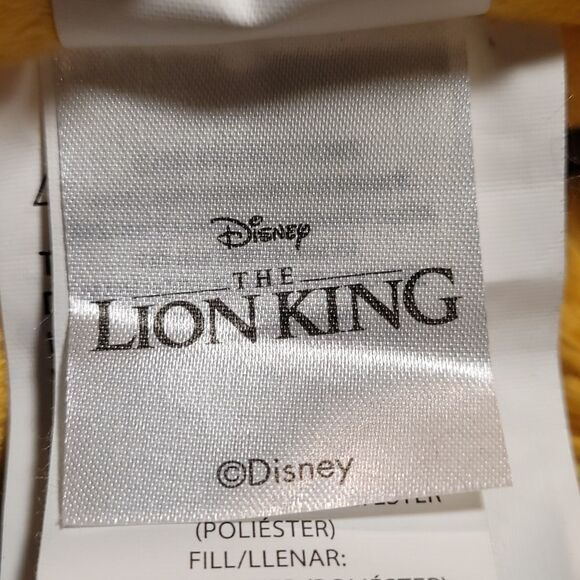 Disney
THE
LION KING
©Disney
(POLIÉSTER)
FILL/LLENAR: